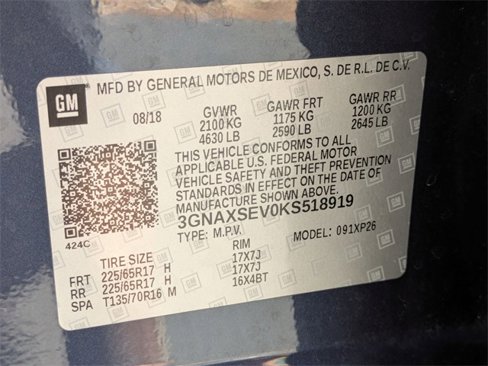 GM
MFD BY GENERAL MOTORS DE MEXICO, S. DE R.L. DE C.V.
08/18 GVWR GAWR FRT GAWR RR
2100 KG 1175 KG 1200 KG
4630 LB 2590 LB 2645 LB
THIS VEHICLE CONFORMS TO ALL
APPLICABLE U.S. FEDERAL MOTOR
VEHICLE SAFETY AND THEFT PREVENTION
STANDARDS IN EFFECT ON THE DATE OF
MANUFACTURE SHOWN ABOVE.
3GNAXSEV0KS518919
424C
TYPE: M.P.V. MODEL: 091XP26
TIRE SIZE RIM
FRT 225/65R17 H 17X7J
RR 225/65R17 H 17X7J
SPA T135/70R16 M 16X4BT